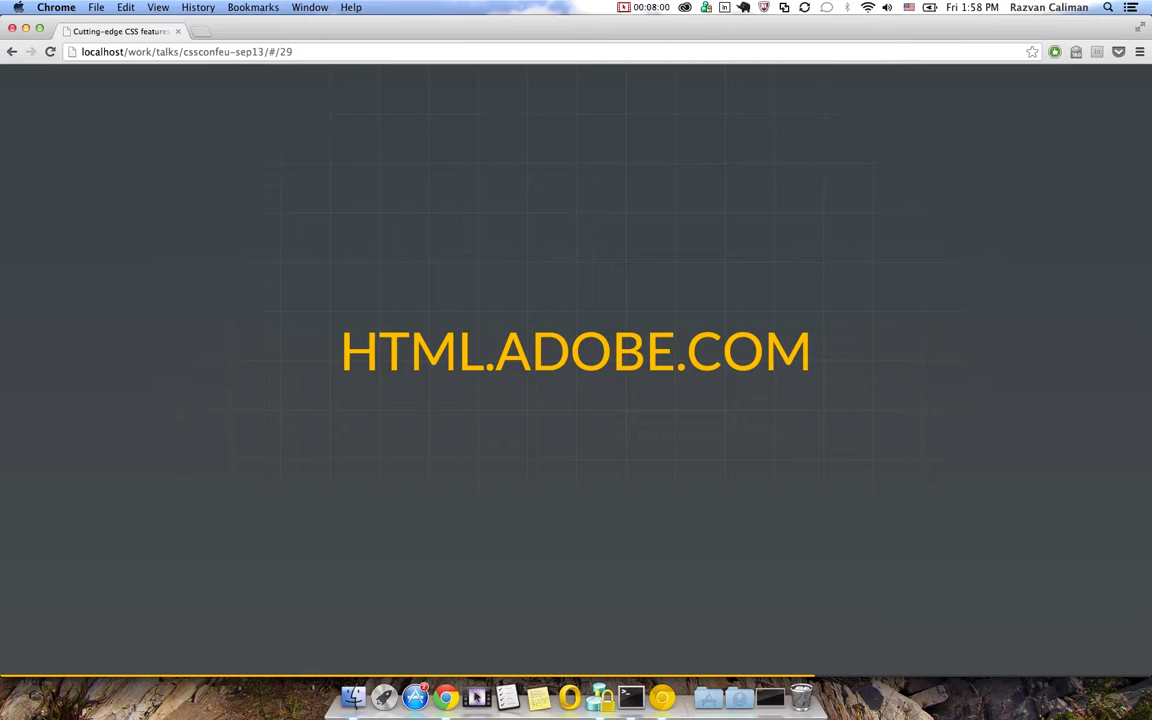 Chrome File Edit View History Bookmarks Window Help 00:08:00 Fri 1:58 PM Razvan Caliman
Cutting-edge CSS features
localhost/work/talks/cssconfeu-sep13/#/29
HTML.ADOBE.COM